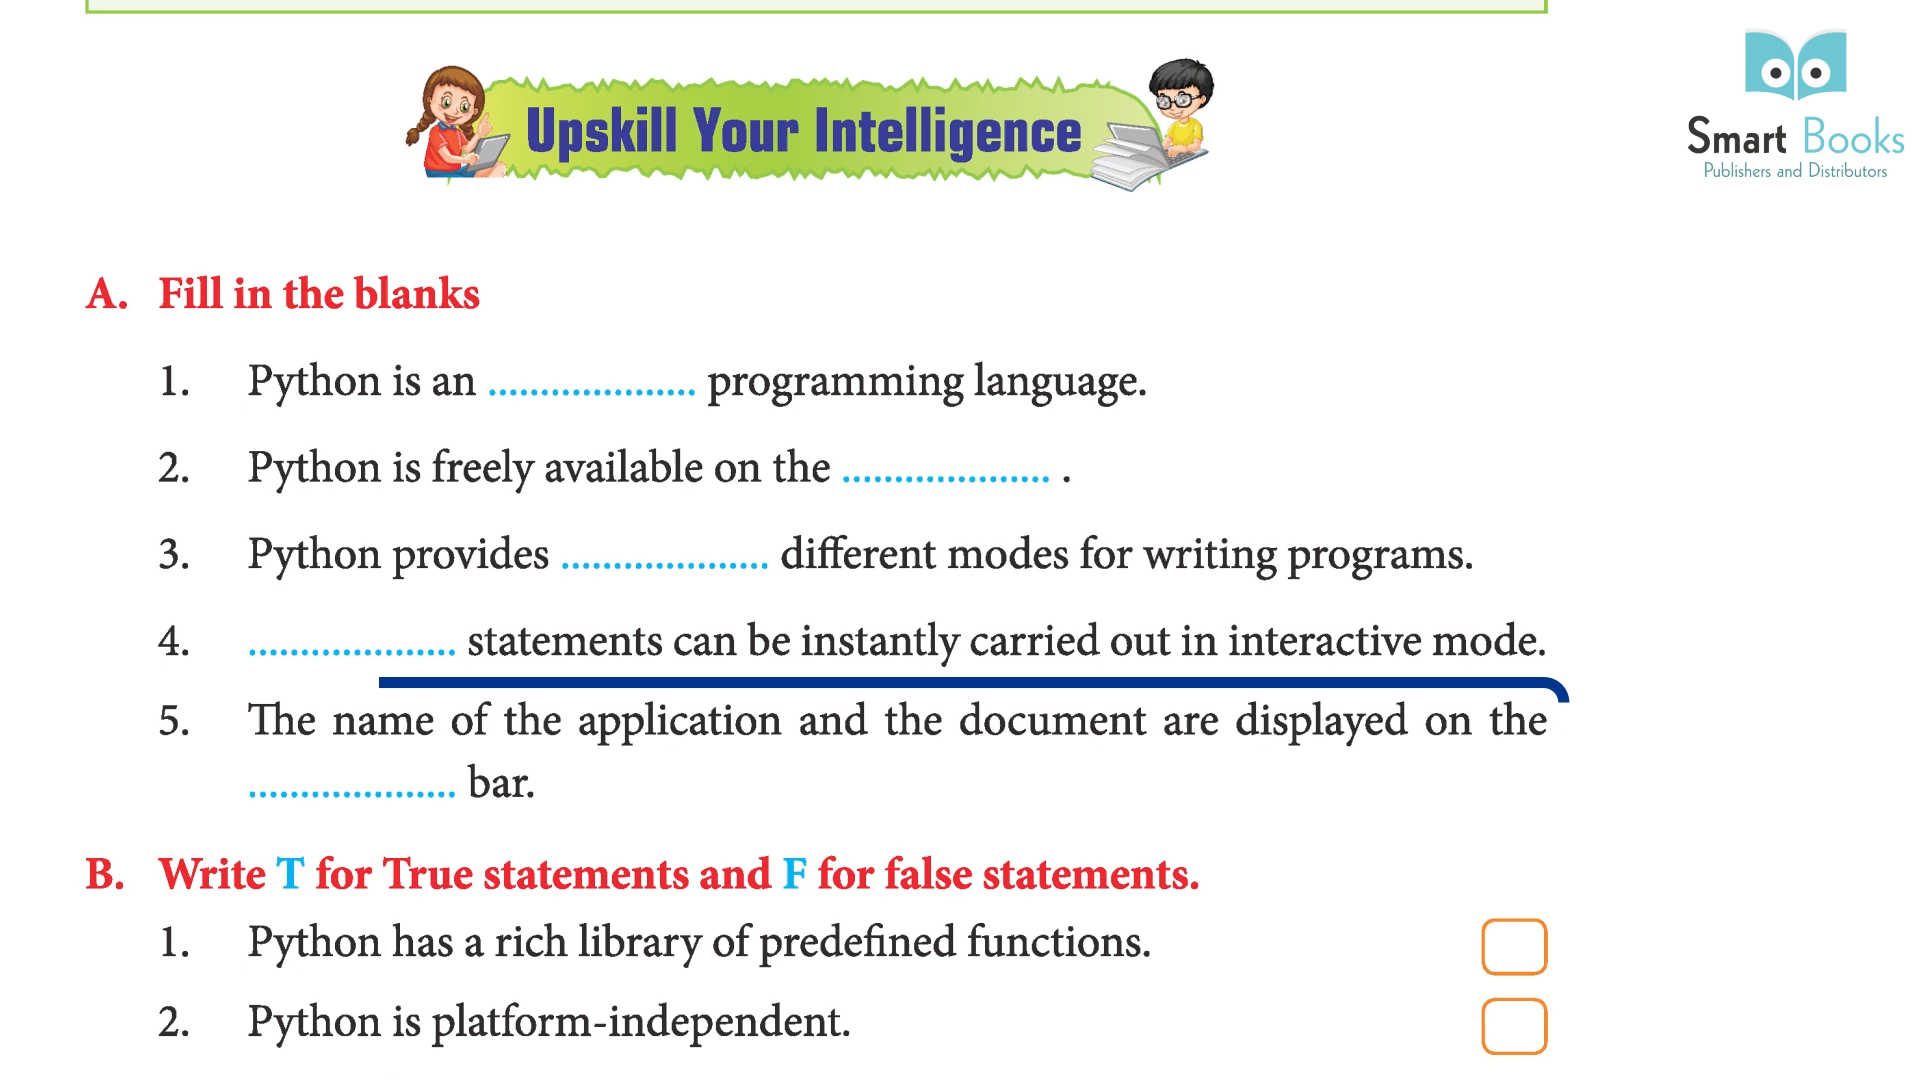 Upskill Your Intelligence
Smart Books
Publishers and Distributors
A. Fill in the blanks
1. Python is an .................... programming language.
2. Python is freely available on the .................... .
3. Python provides .................... different modes for writing programs.
4. .................... statements can be instantly carried out in interactive mode.
5. The name of the application and the document are displayed on the
.................... bar.
B. Write T for True statements and F for false statements.
1. Python has a rich library of predefined functions.
2. Python is platform-independent.